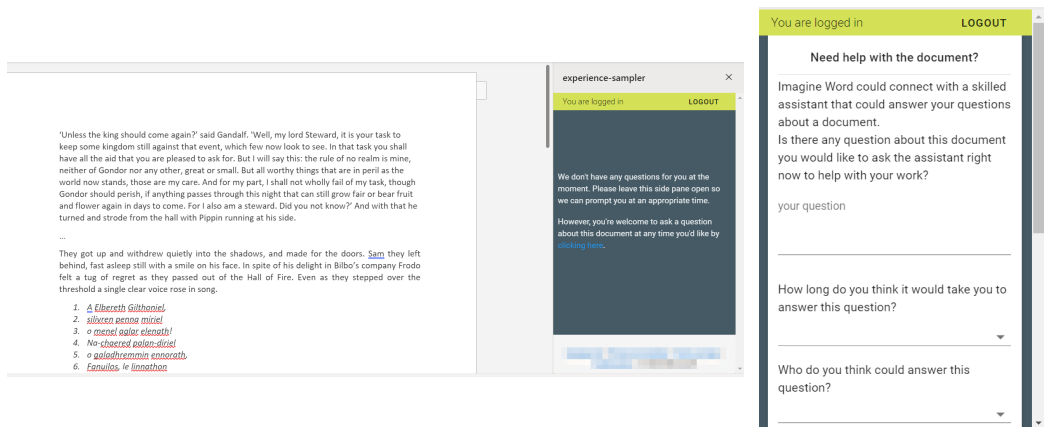 'Unless the king should come again?' said Gandalf. 'Well, my lord Steward, it is your task to
keep some kingdom still against that event, which few now look to see. In that task you shall
have all the aid that you are pleased to ask for. But I will say this: the rule of no realm is mine,
neither of Gondor nor any other, great or small. But all worthy things that are in peril as the
world now stands, those are my care. And for my part, I shall not wholly fail of my task, though
Gondor should perish, if anything passes through this night that can still grow fair or bear fruit
and flower again in days to come. For I also am a steward. Did you not know?' And with that he
turned and strode from the hall with Pippin running at his side.
...
They got up and withdrew quietly into the shadows, and made for the doors. Sam they left
behind, fast asleep still with a smile on his face. In spite of his delight in Bilbo's company Frodo
felt a tug of regret as they passed out of the Hall of Fire. Even as they stepped over the
threshold a single clear voice rose in song.
1. A Elbereth Gilthoniel,
2. silivren penna míriel
3. o menel aglar elenath!
4. Na-chaered palan-díriel
5. o galadhremmin ennorath,
6. Fanuilos, le linnathon
experience-sampler
You are logged in LOGOUT
We don't have any questions for you at the
moment. Please leave this side pane open so
we can prompt you at an appropriate time.
However, you're welcome to ask a question
about this document at any time you'd like by
clicking here.
You are logged in LOGOUT
Need help with the document?
Imagine Word could connect with a skilled
assistant that could answer your questions
about a document.
Is there any question about this document
you would like to ask the assistant right
now to help with your work?
your question
How long do you think it would take you to
answer this question?
Who do you think could answer this
question?